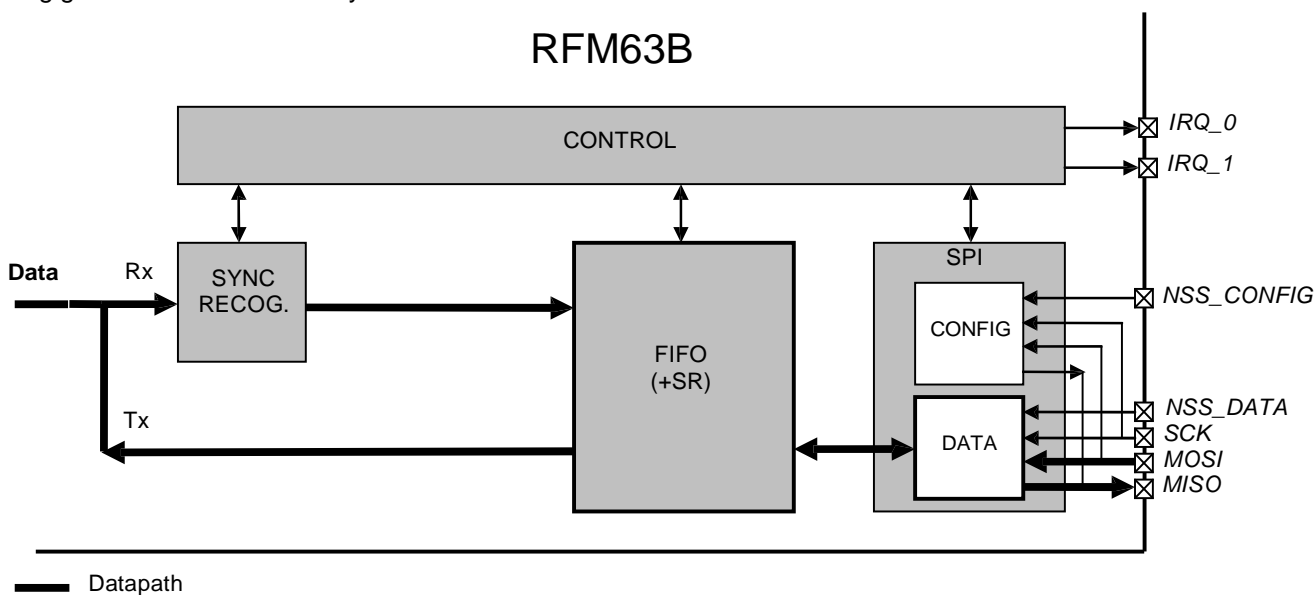 RFM63B
CONTROL
IRQ_0
IRQ_1
Data
Rx
SYNC
RECOG.
FIFO
(+SR)
SPI
CONFIG
NSS_CONFIG
Tx
DATA
NSS_DATA
SCK
MOSI
MISO
Datapath